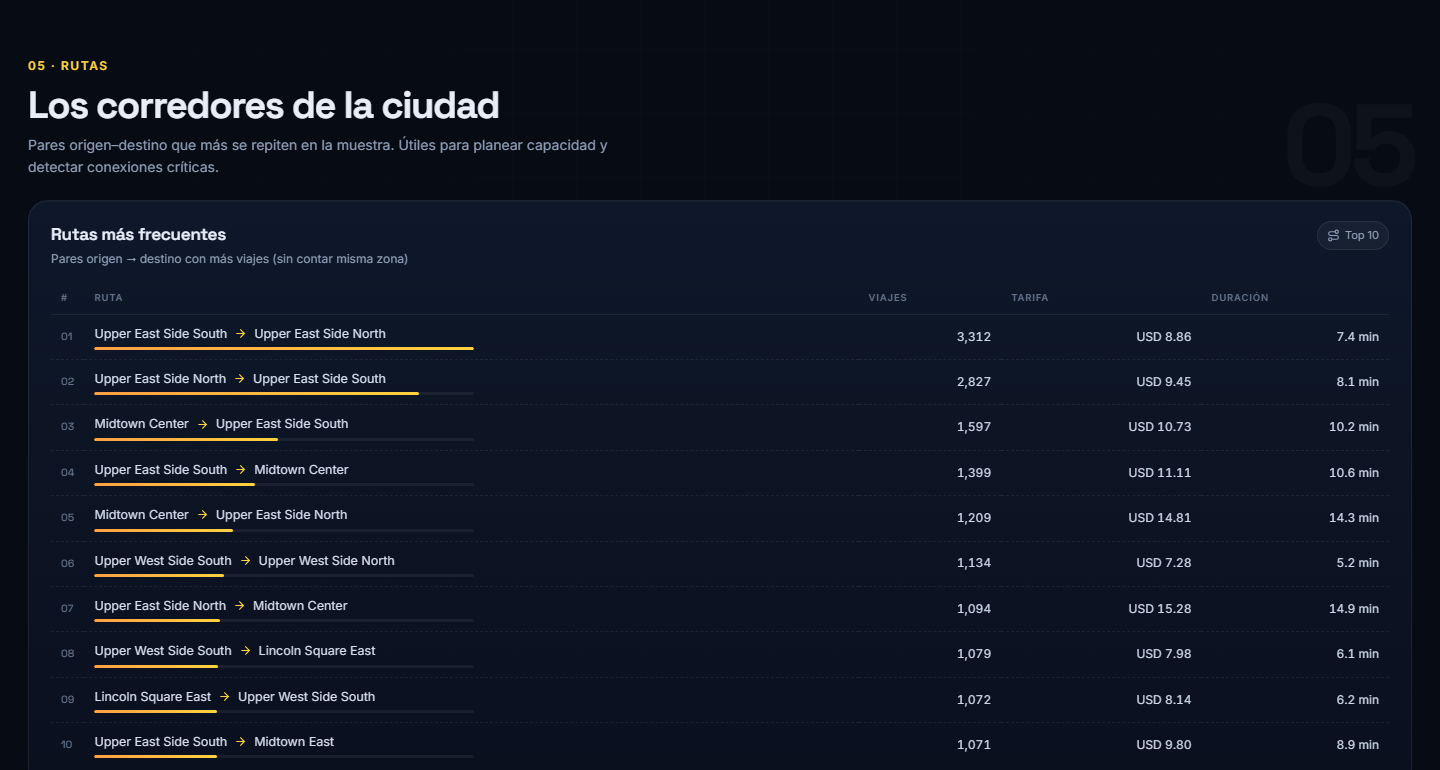 05 · RUTAS
Los corredores de la ciudad
05
Pares origen–destino que más se repiten en la muestra. Útiles para planear capacidad y
detectar conexiones críticas.
Rutas más frecuentes
Top 10
Pares origen → destino con más viajes (sin contar misma zona)
# RUTA VIAJES TARIFA DURACIÓN
01 Upper East Side South → Upper East Side North 3,312 USD 8.86 7.4 min
02 Upper East Side North → Upper East Side South 2,827 USD 9.45 8.1 min
03 Midtown Center → Upper East Side South 1,597 USD 10.73 10.2 min
04 Upper East Side South → Midtown Center 1,399 USD 11.11 10.6 min
05 Midtown Center → Upper East Side North 1,209 USD 14.81 14.3 min
06 Upper West Side South → Upper West Side North 1,134 USD 7.28 5.2 min
07 Upper East Side North → Midtown Center 1,094 USD 15.28 14.9 min
08 Upper West Side South → Lincoln Square East 1,079 USD 7.98 6.1 min
09 Lincoln Square East → Upper West Side South 1,072 USD 8.14 6.2 min
10 Upper East Side South → Midtown East 1,071 USD 9.80 8.9 min